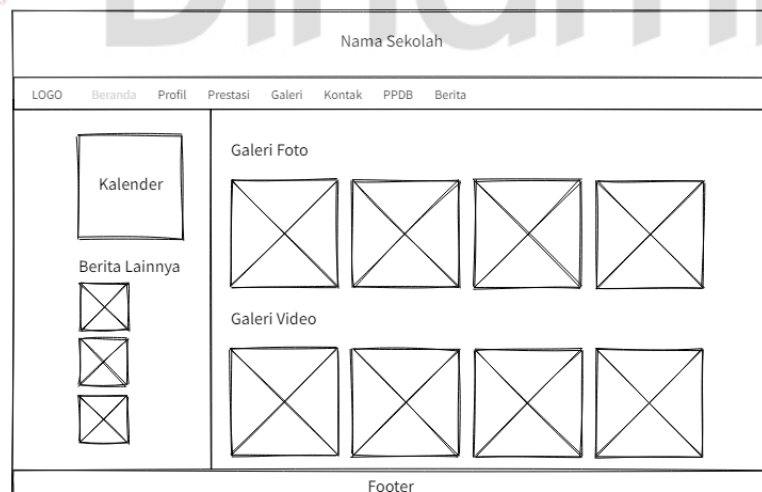 Nama Sekolah
LOGO Beranda Profil Prestasi Galeri Kontak PPDB Berita
Kalender
Berita Lainnya
Galeri Foto
Galeri Video
Footer